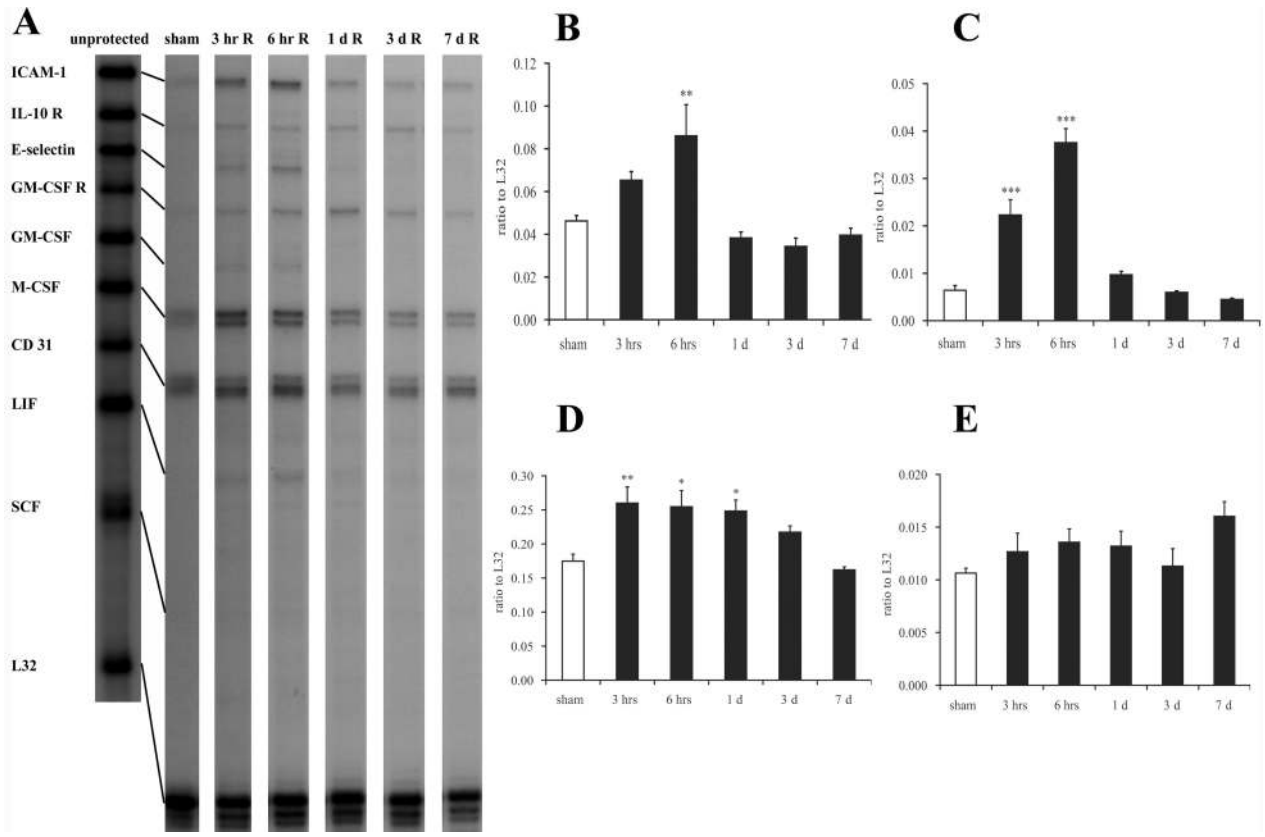 A
unprotected sham 3 hr R 6 hr R 1 d R 3 d R 7 d R
ICAM-1
IL-10 R
E-selectin
GM-CSF R
GM-CSF
M-CSF
CD 31
LIF
SCF
L32
B
ratio to L32
0.12
0.10
0.08
0.06
0.04
0.02
0.00
**
sham 3 hrs 6 hrs 1 d 3 d 7 d
C
ratio to L32
0.05
0.04
0.03
0.02
0.01
0.00
***
***
sham 3 hrs 6 hrs 1 d 3 d 7 d
D
ratio to L32
0.30
0.25
0.20
0.15
0.10
0.05
0.00
** * *
sham 3 hrs 6 hrs 1 d 3 d 7 d
E
ratio to L32
0.020
0.015
0.010
0.005
0.000
sham 3 hrs 6 hrs 1 d 3 d 7 d